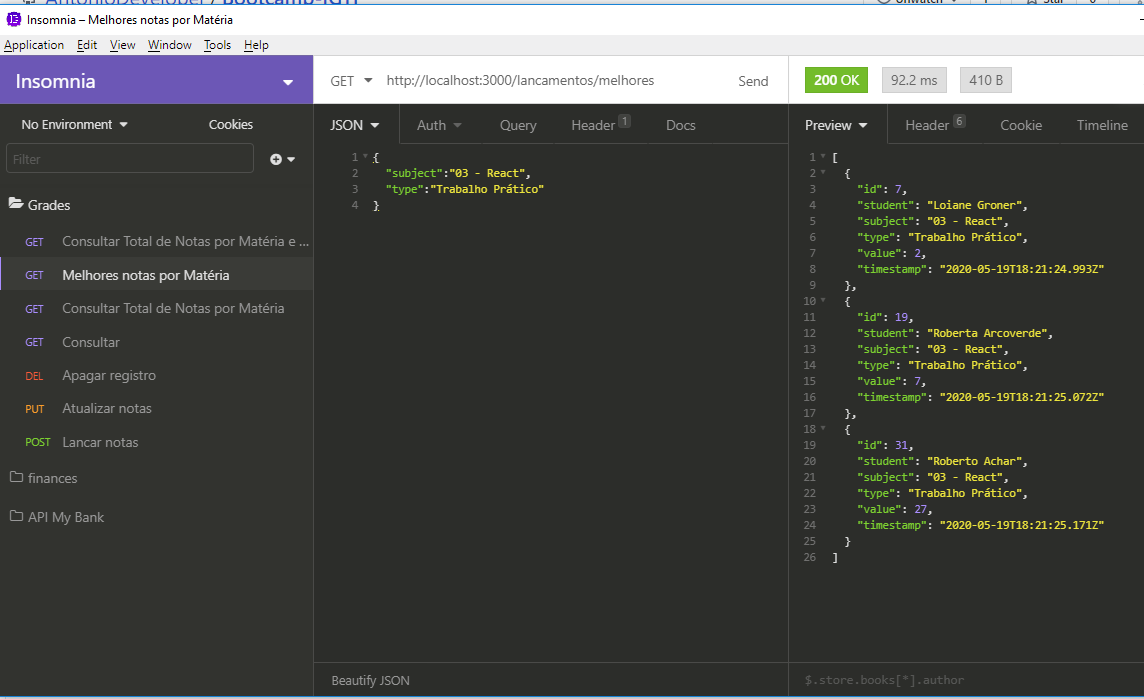 Insomnia – Melhores notas por Matéria
Application Edit View Window Tools Help
Insomnia
No Environment
Cookies
Filter
Grades
GET Consultar Total de Notas por Matéria e ...
GET Melhores notas por Matéria
GET Consultar Total de Notas por Matéria
GET Consultar
DEL Apagar registro
PUT Atualizar notas
POST Lancar notas
finances
API My Bank
GET http://localhost:3000/lancamentos/melhores Send
JSON Auth Query Header 1 Docs
1 {
2 "subject":"03 - React",
3 "type":"Trabalho Prático"
4 }
Beautify JSON
200 OK 92.2 ms 410 B
Preview Header 6 Cookie Timeline
1 [
2 {
3 "id": 7,
4 "student": "Loiane Groner",
5 "subject": "03 - React",
6 "type": "Trabalho Prático",
7 "value": 2,
8 "timestamp": "2020-05-19T18:21:24.993Z"
9 },
10 {
11 "id": 19,
12 "student": "Roberta Arcoverde",
13 "subject": "03 - React",
14 "type": "Trabalho Prático",
15 "value": 7,
16 "timestamp": "2020-05-19T18:21:25.072Z"
17 },
18 {
19 "id": 31,
20 "student": "Roberto Achar",
21 "subject": "03 - React",
22 "type": "Trabalho Prático",
23 "value": 27,
24 "timestamp": "2020-05-19T18:21:25.171Z"
25 }
26 ]
$.store.books[*].author